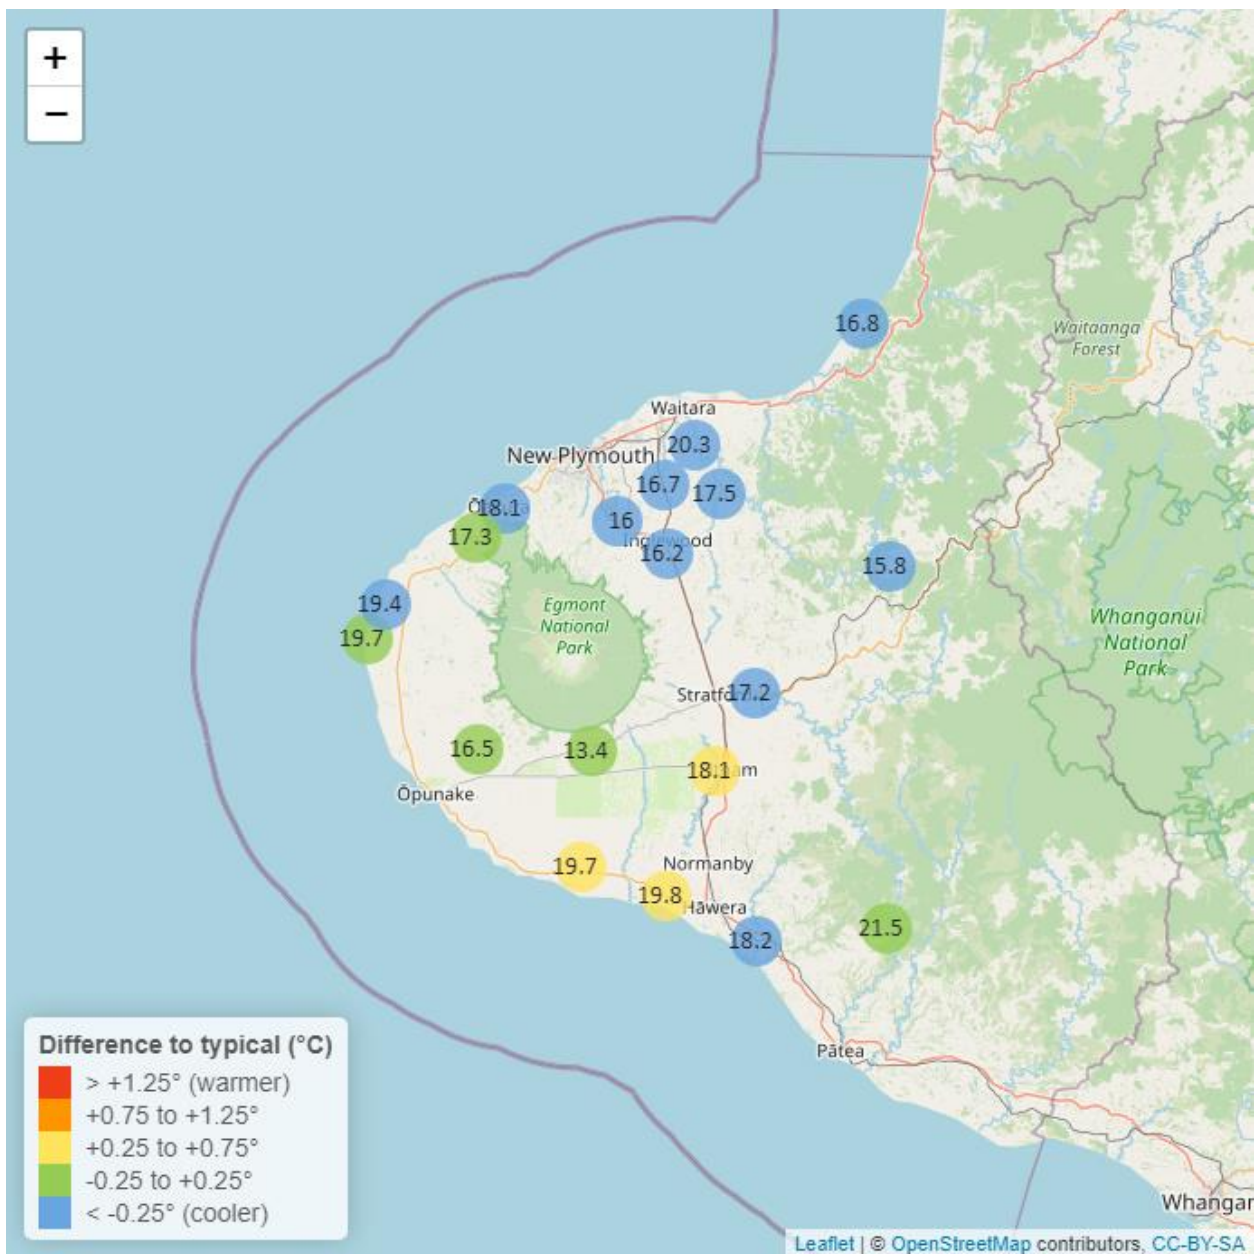 +
−
16.8
Waitaanga
Forest
Waitara
20.3
New Plymouth
16.7
17.5
18.1
16
17.3
16.2
15.8
19.4
Egmont
National
Park
Whanganui
National
Park
19.7
17.2
16.5
13.4
18.1
Ōpunake
19.7
Normanby
19.8
Hāwera
21.5
18.2
Difference to typical (°C)
> +1.25° (warmer)
+0.75 to +1.25°
+0.25 to +0.75°
-0.25 to +0.25°
< -0.25° (cooler)
Pātea
Whangan
Leaflet | © OpenStreetMap contributors, CC-BY-SA